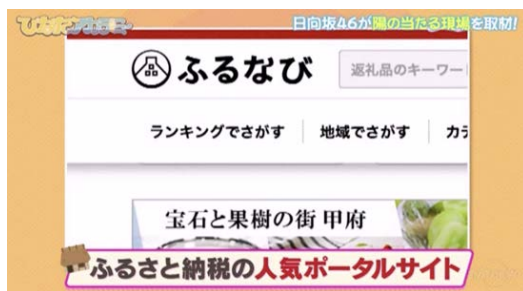 日向坂46が陽の当たる現場を取材!
ふるなび
返礼品のキーワー
ランキングでさがす
地域でさがす
カテ
宝石と果樹の街 甲府
ふるさと納税の人気ポータルサイト